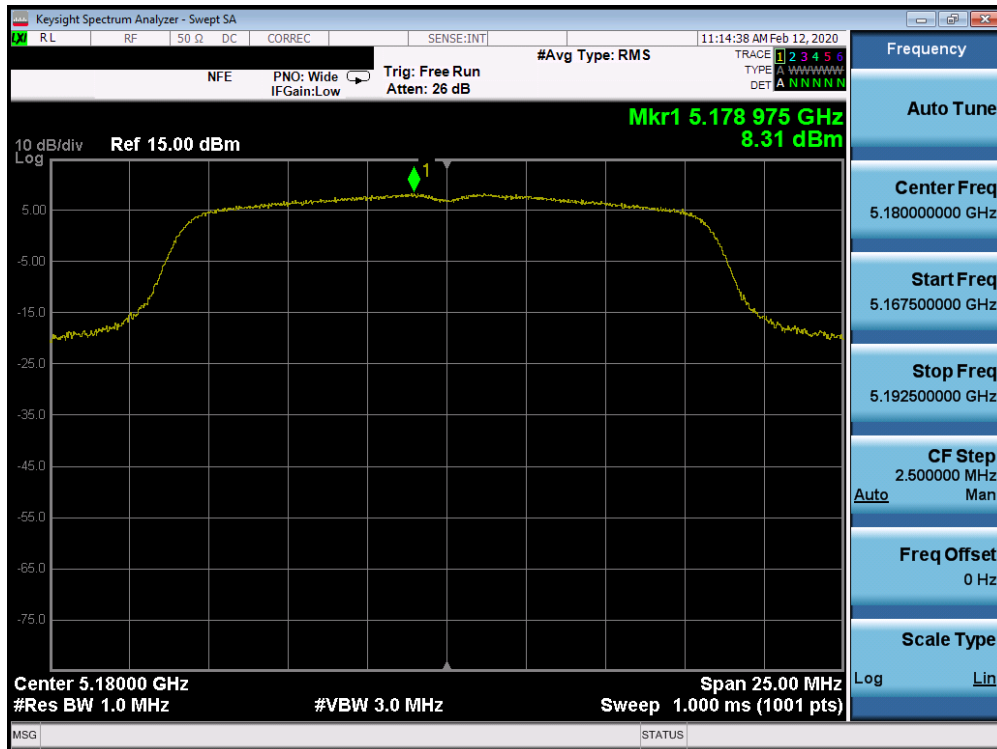 Keysight Spectrum Analyzer - Swept SA
LXI RL RF 50 Ω DC CORREC SENSE:INT 11:14:38 AM Feb 12, 2020
NFE PNO: Wide Trig: Free Run #Avg Type: RMS TRACE 1 2 3 4 5 6
IFGain:Low Atten: 26 dB TYPE A WWWWW
DET A N N N N N
Mkr1 5.178 975 GHz
8.31 dBm
10 dB/div Ref 15.00 dBm
Log
1
5.00
-5.00
-15.0
-25.0
-35.0
-45.0
-55.0
-65.0
-75.0
Center 5.18000 GHz Span 25.00 MHz
#Res BW 1.0 MHz #VBW 3.0 MHz Sweep 1.000 ms (1001 pts)
MSG STATUS
Frequency
Auto Tune
Center Freq
5.180000000 GHz
Start Freq
5.167500000 GHz
Stop Freq
5.192500000 GHz
CF Step
2.500000 MHz
Auto Man
Freq Offset
0 Hz
Scale Type
Log Lin